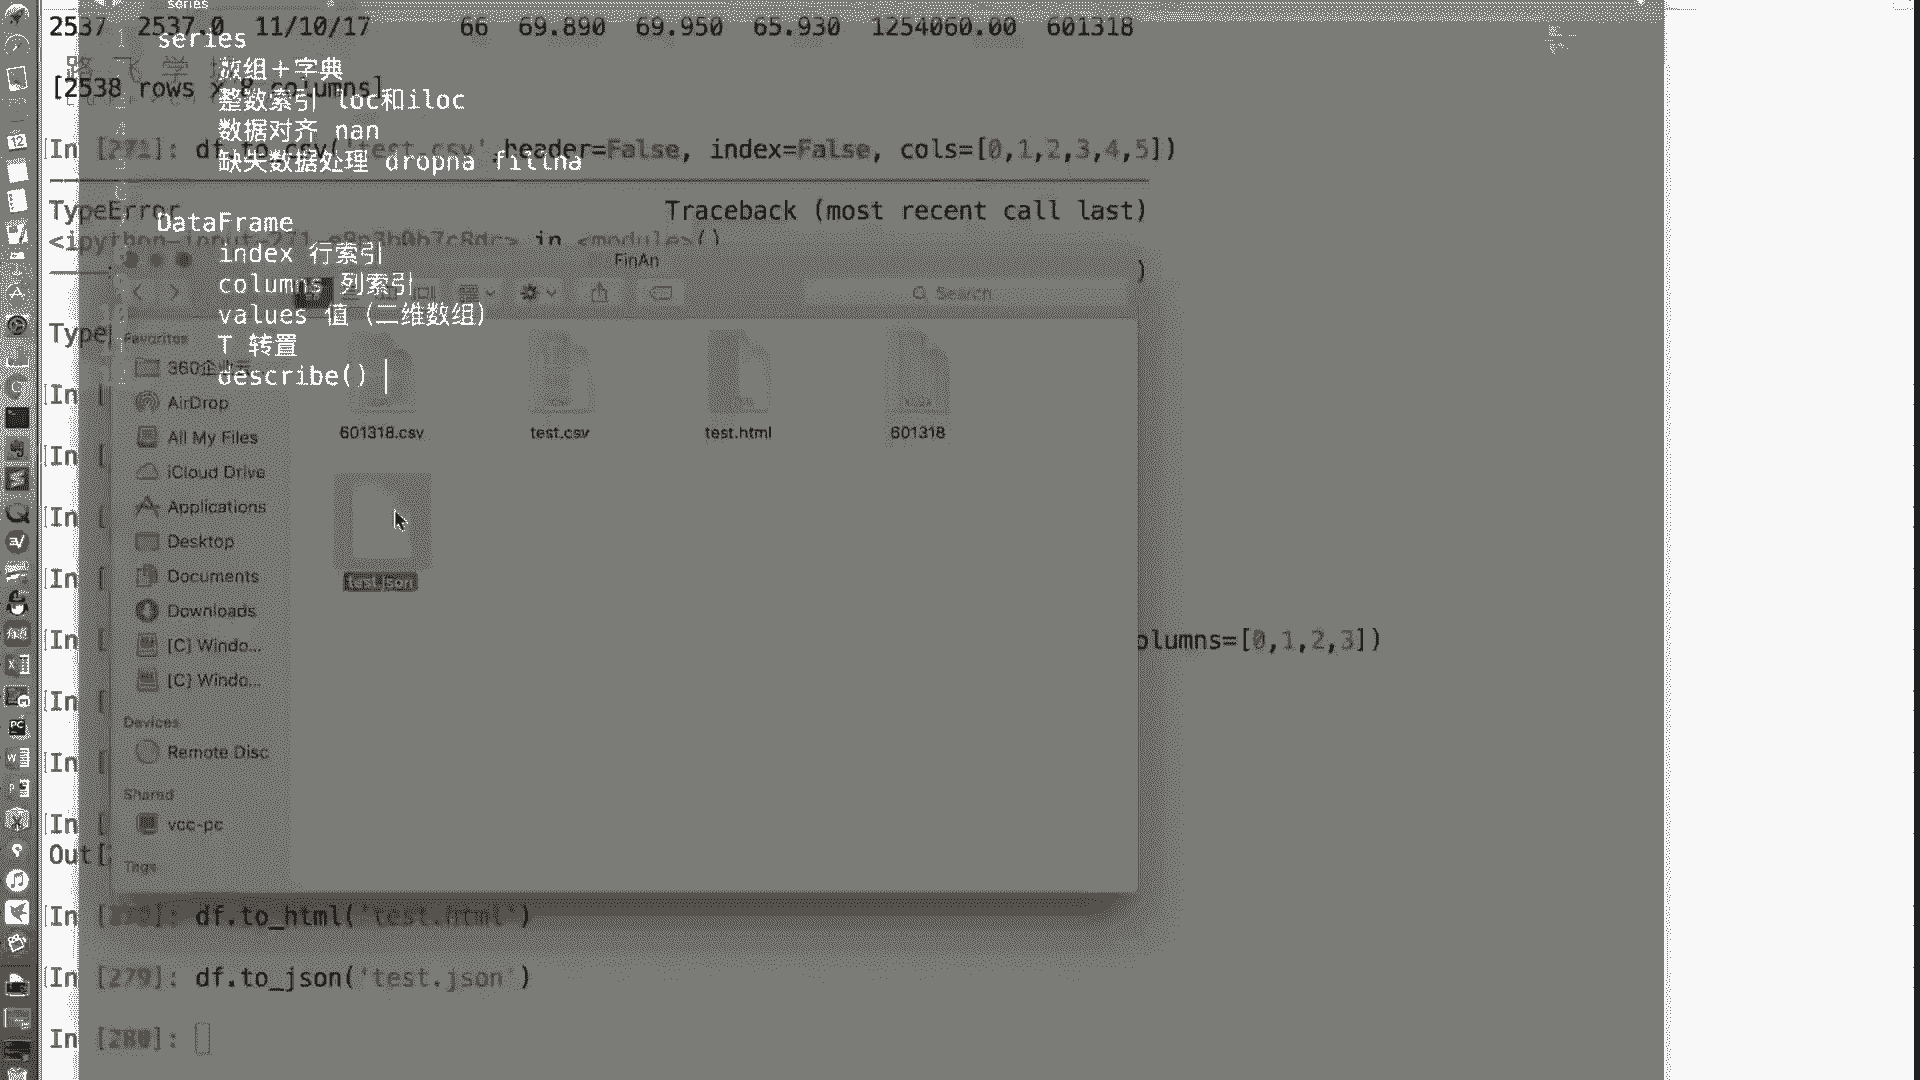 series
2537 2537.0 11/10/17 66 69.890 69.950 65.930 1254060.00 601318
series
数组+字典
[2538 rows x 8 columns]
整数索引 loc和iloc
数据对齐 nan
In [271]: df.to_csv('test.csv' header=False, index=False, cols=[0,1,2,3,4,5])
缺失数据处理 dropna fillna
TypeError Traceback (most recent call last)
DataFrame
in <module>()
index 行索引
FinAn
)
columns 列索引
Search
values 值（二维数组）
Type
Favorites
T 转置
360企业云...
describe()
In [
AirDrop
601318.csv test.csv test.html 601318
All My Files
In [
iCloud Drive
Applications
In [
Desktop
Documents
In [
test.json
Downloads
In [
olumns=[0,1,2,3])
[C] Windo...
[C] Windo...
In [
Devices
Remote Disc
In [
Shared
vcc-pc
In [
Out[
Tags
In [278]: df.to_html('test.html')
In [279]: df.to_json('test.json')
In [280]: